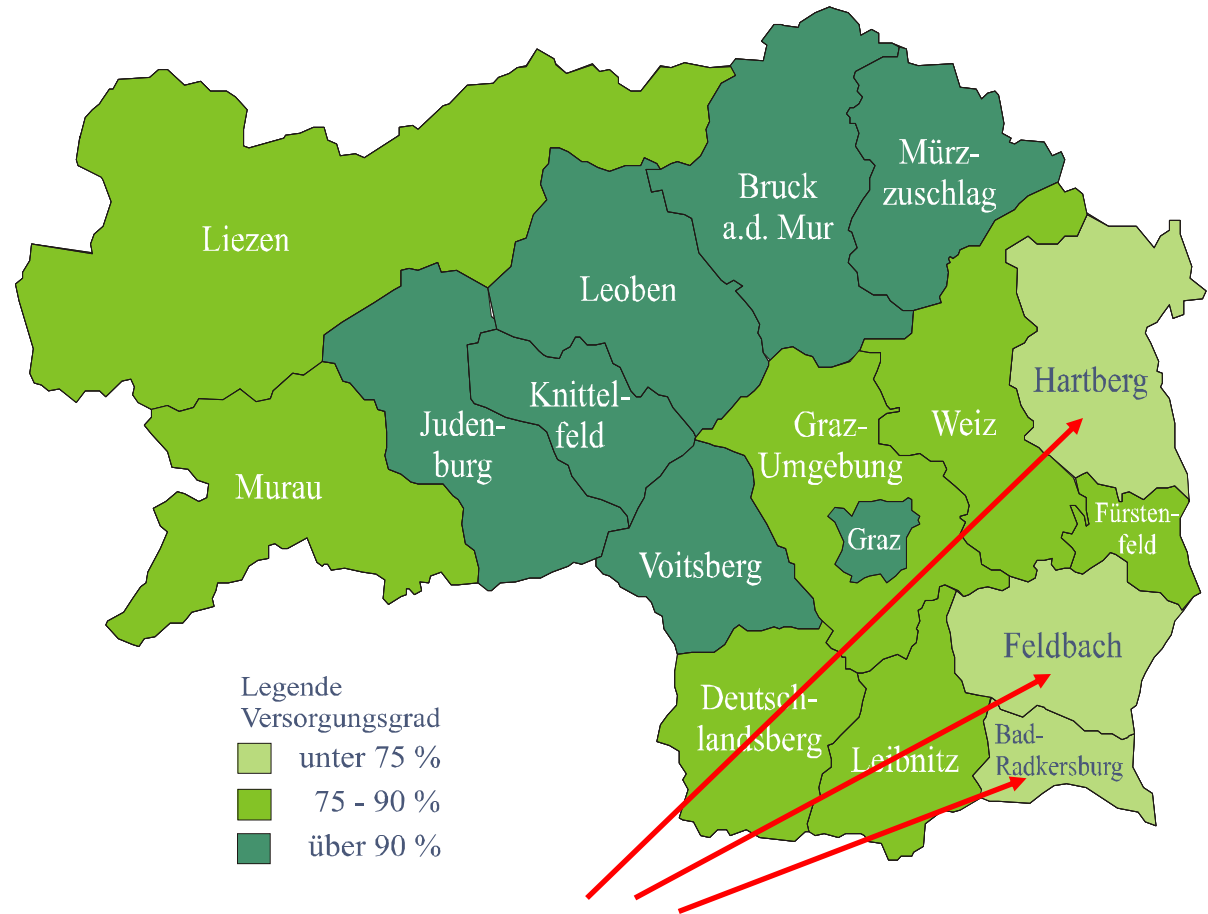 Liezen
Bruck
a.d. Mur
Mürz-
zuschlag
Leoben
Hartberg
Knittel-
feld
Juden-
burg
Graz-
Umgebung
Weiz
Murau
Fürsten-
feld
Graz
Voitsberg
Feldbach
Deutsch-
landsberg
Leibnitz
Bad-
Radkersburg
Legende
Versorgungsgrad
unter 75 %
75 - 90 %
über 90 %